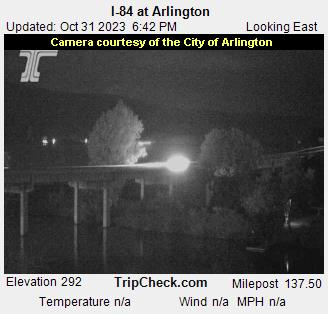 I-84 at Arlington
Updated: Oct 31 2023 6:42 PM Looking East
Camera courtesy of the City of Arlington
Elevation 292 TripCheck.com Milepost 137.50
Temperature n/a Wind n/a MPH n/a